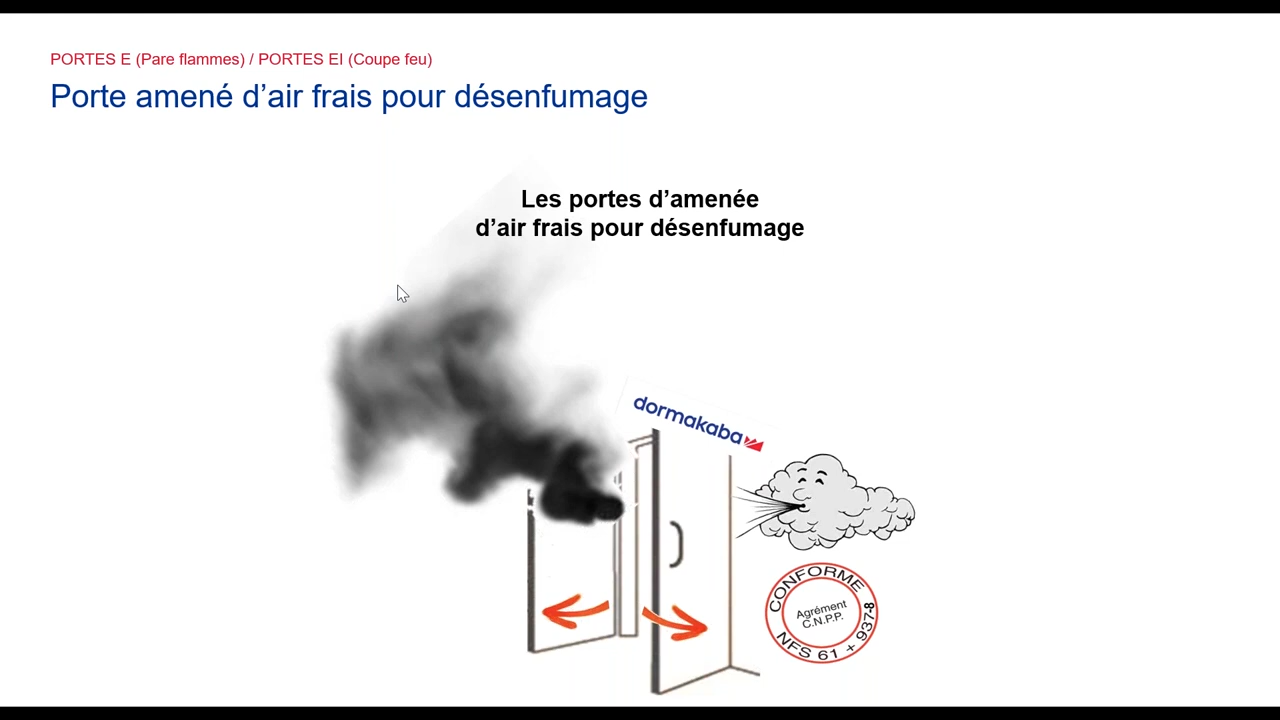 PORTES E (Pare flammes) / PORTES EI (Coupe feu)
Porte amené d’air frais pour désenfumage
Les portes d’amenée
d’air frais pour désenfumage
dormakaba
CONFORME
Agrément
C.N.P.P.
NFS 61 + 937-8